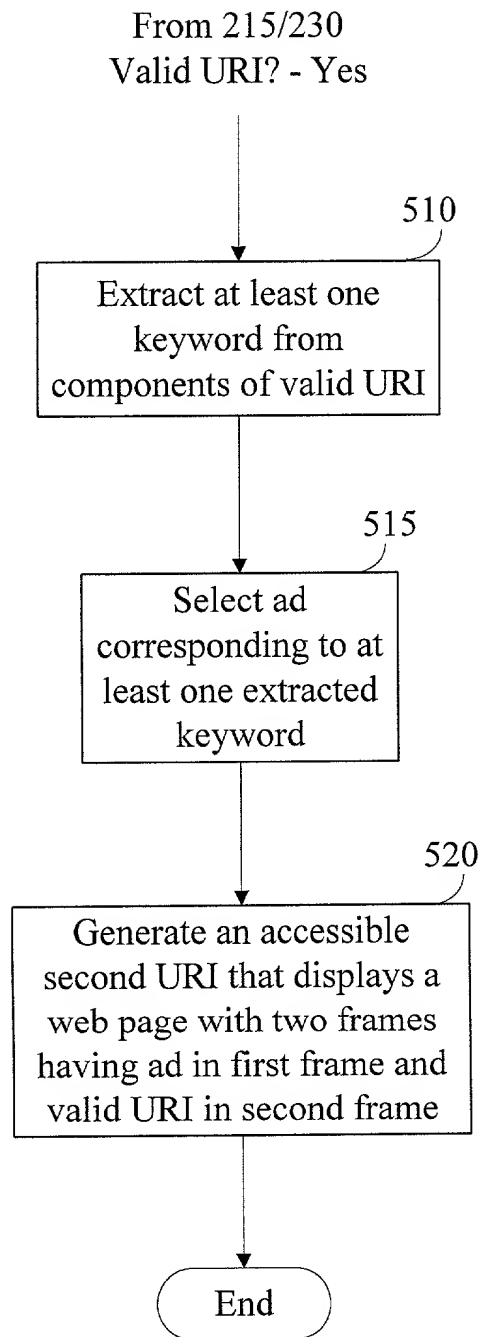 From 215/230
Valid URI? - Yes
510
Extract at least one
keyword from
components of valid URI
515
Select ad
corresponding to at
least one extracted
keyword
520
Generate an accessible
second URI that displays a
web page with two frames
having ad in first frame and
valid URI in second frame
End